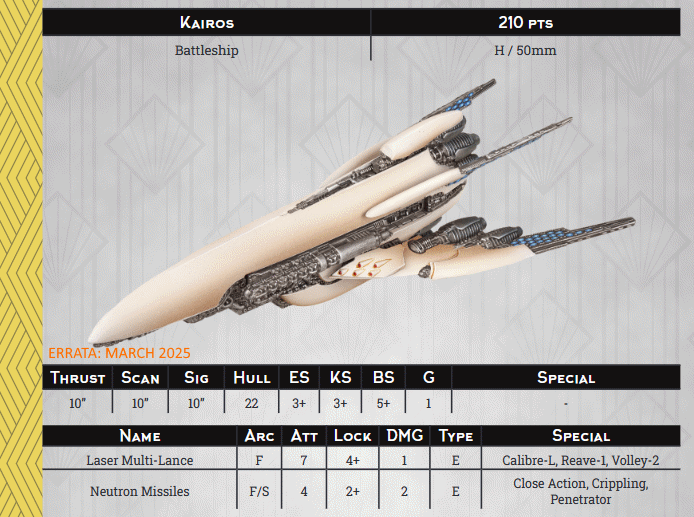 Kairos 210 pts
Battleship H / 50mm
ERRATA: MARCH 2025
Thrust Scan Sig Hull ES KS BS G Special
10” 10” 10” 22 3+ 3+ 5+ 1 -
Name Arc Att Lock DMG Type Special
Laser Multi-Lance F 7 4+ 1 E Calibre-L, Reave-1, Volley-2
Neutron Missiles F/S 4 2+ 2 E Close Action, Crippling,
Penetrator